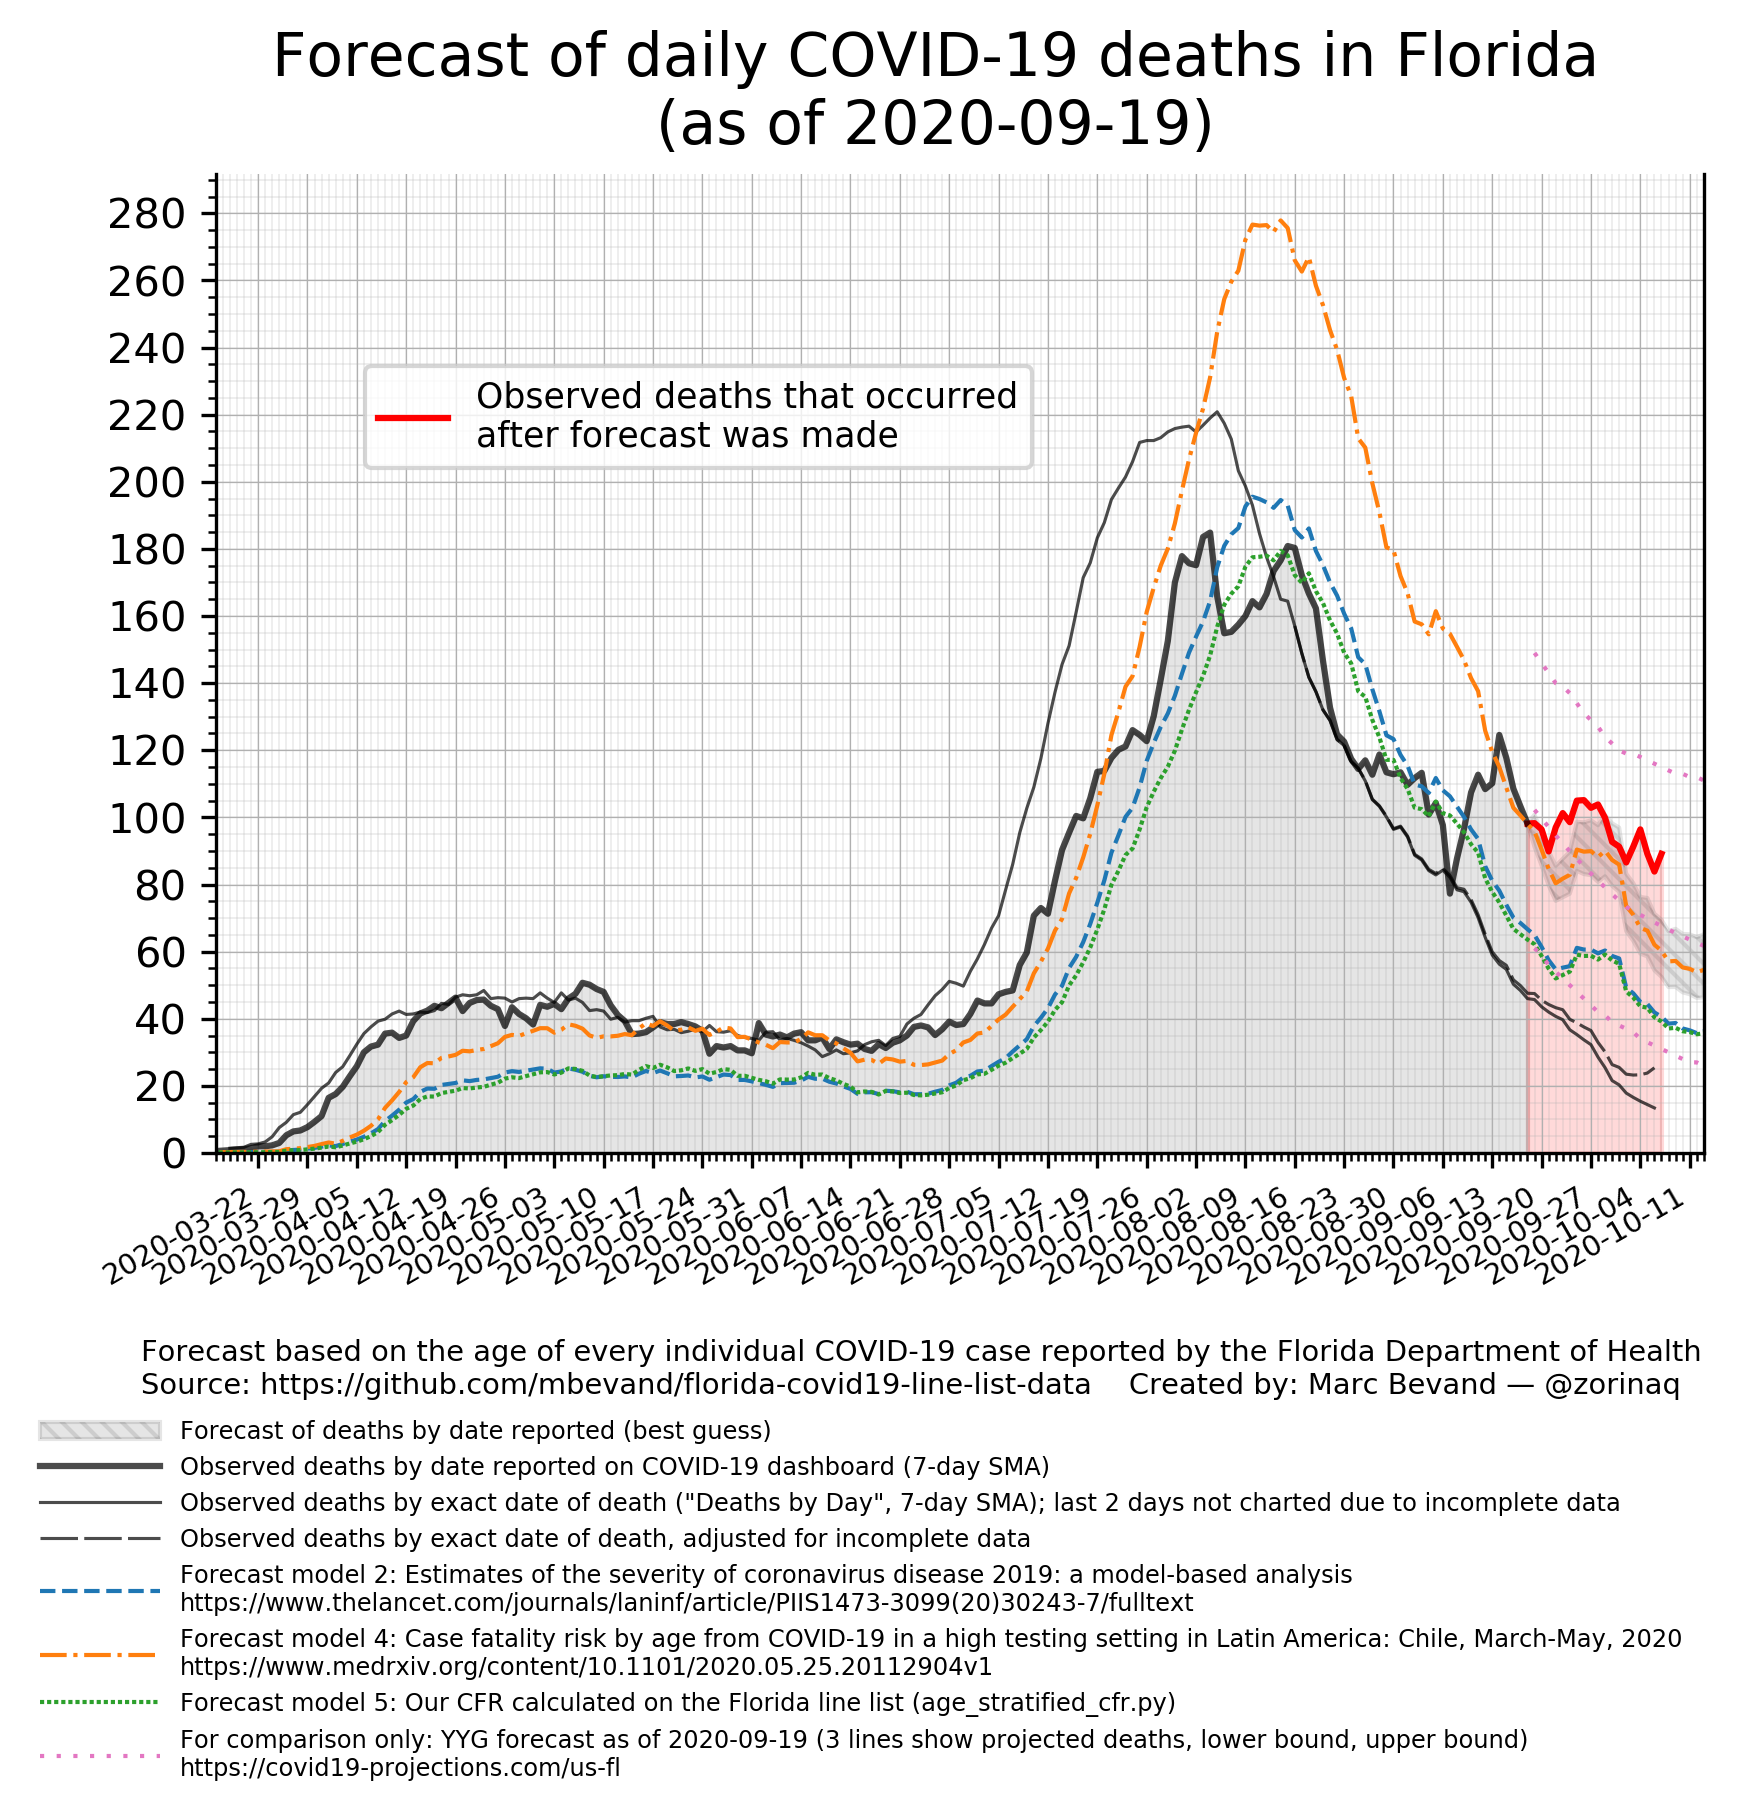 Forecast of daily COVID-19 deaths in Florida
(as of 2020-09-19)
280
260
240
220
200
180
160
140
120
100
80
60
40
20
0
Observed deaths that occurred
after forecast was made
2020-03-22
2020-03-29
2020-04-05
2020-04-12
2020-04-19
2020-04-26
2020-05-03
2020-05-10
2020-05-17
2020-05-24
2020-05-31
2020-06-07
2020-06-14
2020-06-21
2020-06-28
2020-07-05
2020-07-12
2020-07-19
2020-07-26
2020-08-02
2020-08-09
2020-08-16
2020-08-23
2020-08-30
2020-09-06
2020-09-13
2020-09-20
2020-09-27
2020-10-04
2020-10-11
Forecast based on the age of every individual COVID-19 case reported by the Florida Department of Health
Source: https://github.com/mbevand/florida-covid19-line-list-data    Created by: Marc Bevand — @zorinaq
Forecast of deaths by date reported (best guess)
Observed deaths by date reported on COVID-19 dashboard (7-day SMA)
Observed deaths by exact date of death ("Deaths by Day", 7-day SMA); last 2 days not charted due to incomplete data
Observed deaths by exact date of death, adjusted for incomplete data
Forecast model 2: Estimates of the severity of coronavirus disease 2019: a model-based analysis
https://www.thelancet.com/journals/laninf/article/PIIS1473-3099(20)30243-7/fulltext
Forecast model 4: Case fatality risk by age from COVID-19 in a high testing setting in Latin America: Chile, March-May, 2020
https://www.medrxiv.org/content/10.1101/2020.05.25.20112904v1
Forecast model 5: Our CFR calculated on the Florida line list (age_stratified_cfr.py)
For comparison only: YYG forecast as of 2020-09-19 (3 lines show projected deaths, lower bound, upper bound)
https://covid19-projections.com/us-fl